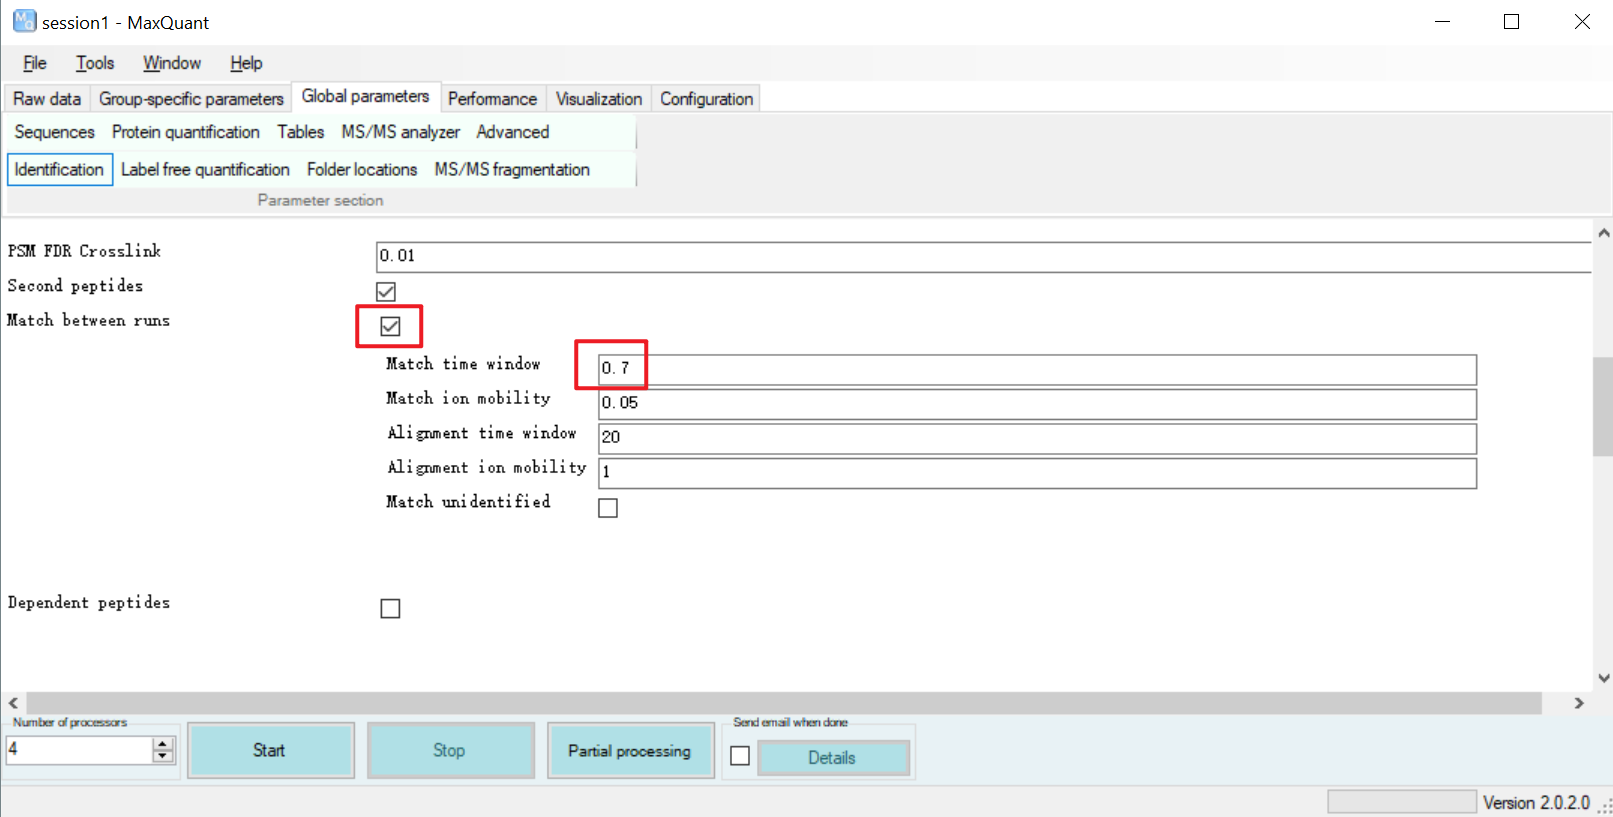 session1 - MaxQuant
File Tools Window Help
Raw data Group-specific parameters Global parameters Performance Visualization Configuration
Sequences Protein quantification Tables MS/MS analyzer Advanced
Identification Label free quantification Folder locations MS/MS fragmentation
Parameter section
PSM FDR Crosslink 0.01
Second peptides
Match between runs
Match time window 0.7
Match ion mobility 0.05
Alignment time window 20
Alignment ion mobility 1
Match unidentified
Dependent peptides
Number of processors Send email when done
4 Start Stop Partial processing Details
Version 2.0.2.0